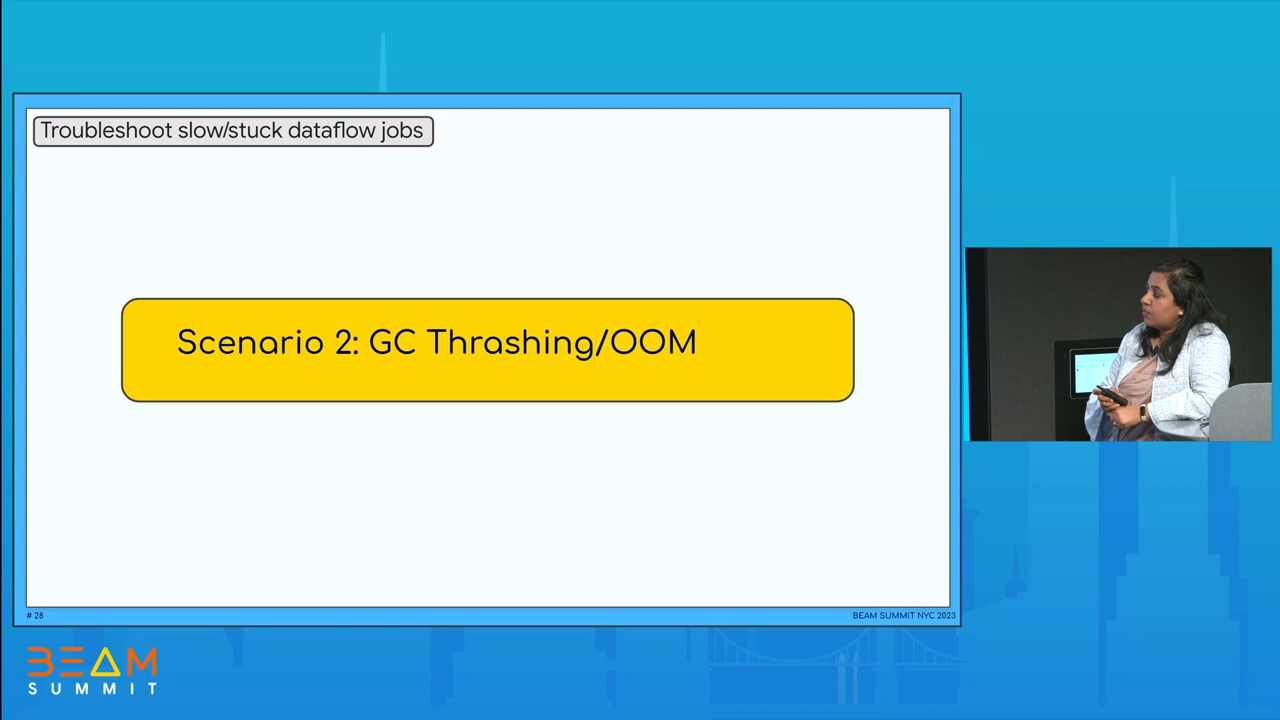 Troubleshoot slow/stuck dataflow jobs
Scenario 2: GC Thrashing/OOM
# 28
BEAM SUMMIT NYC 2023
BEAM
SUMMIT